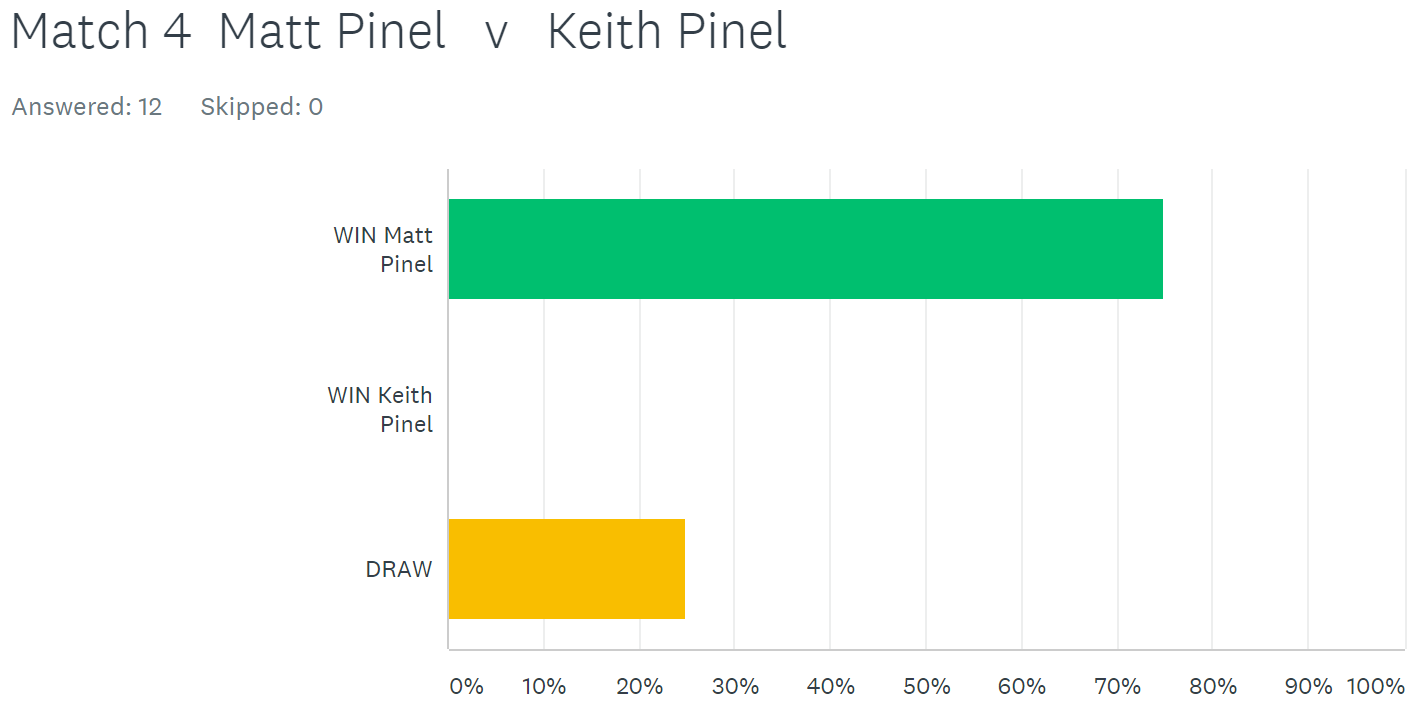 Match 4 Matt Pinel v Keith Pinel
Answered: 12 Skipped: 0
WIN Matt
Pinel
WIN Keith
Pinel
DRAW
0% 10% 20% 30% 40% 50% 60% 70% 80% 90% 100%